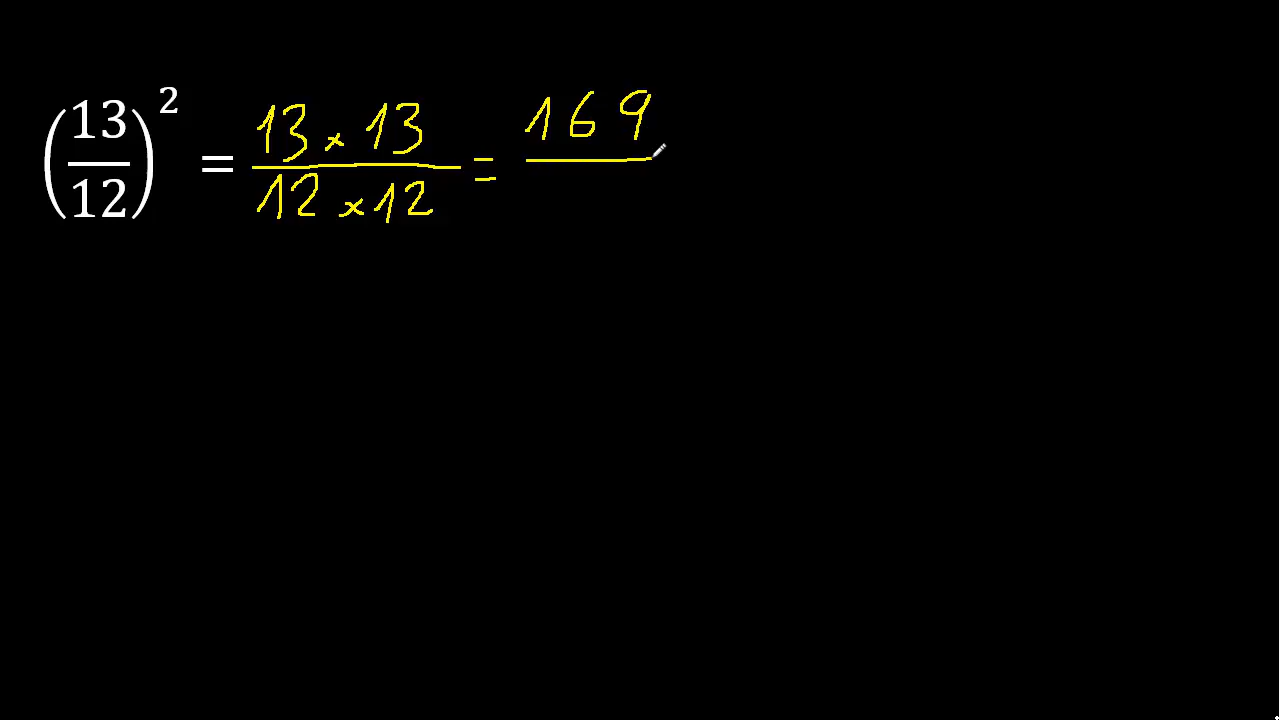 (13/12)² = 13 × 13 / 12 × 12 = 169 /